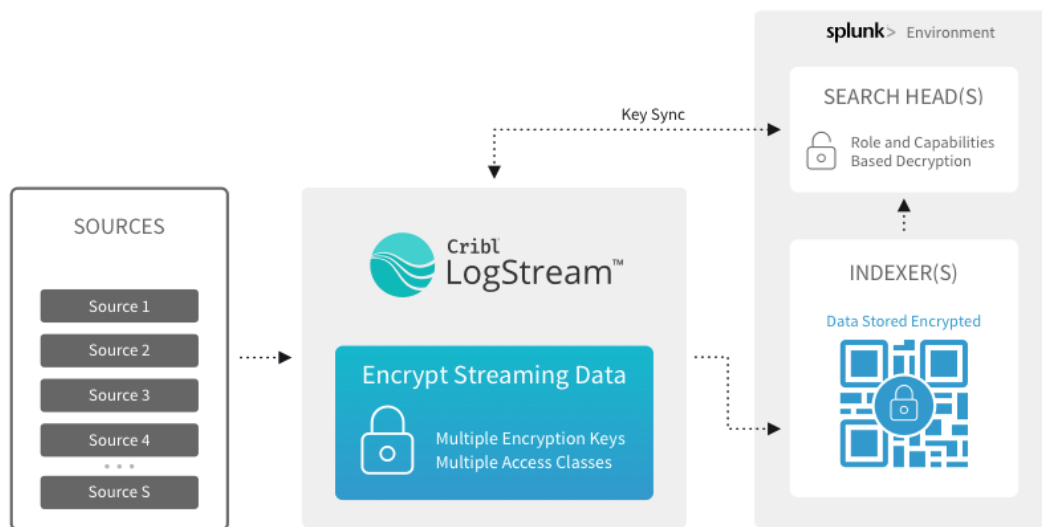 splunk> Environment
SEARCH HEAD(S)
Role and Capabilities
Based Decryption
Key Sync
SOURCES
Source 1
Source 2
Source 3
Source 4
...
Source S
Cribl
LogStream™
Encrypt Streaming Data
Multiple Encryption Keys
Multiple Access Classes
INDEXER(S)
Data Stored Encrypted